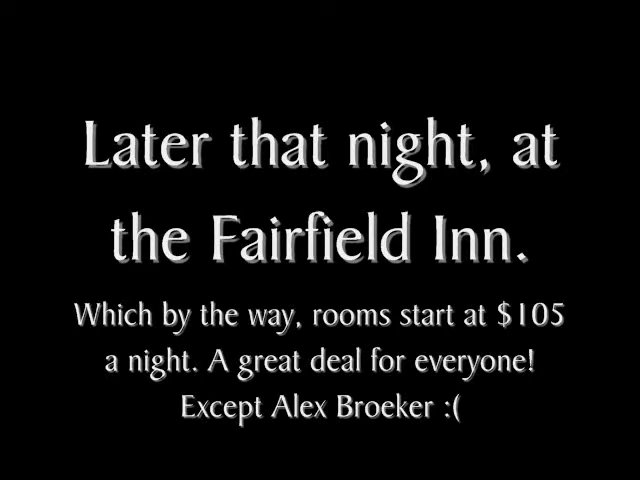 Later that night, at
the Fairfield Inn.
Which by the way, rooms start at $105
a night. A great deal for everyone!
Except Alex Broeker :(